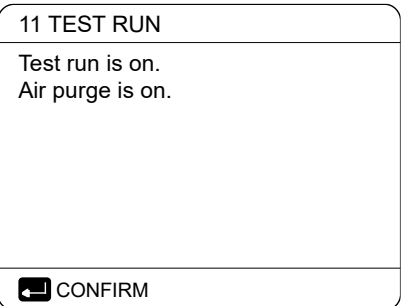 11 TEST RUN
Test run is on.
Air purge is on.
CONFIRM